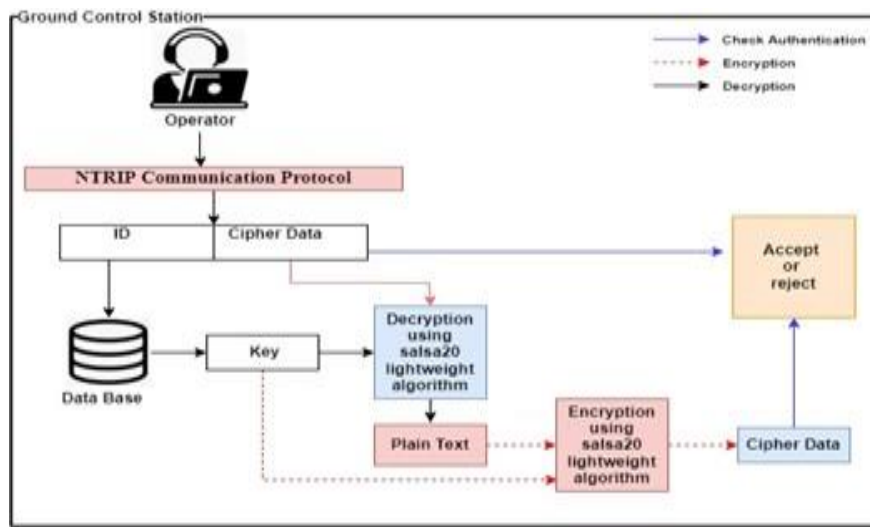 Ground Control Station
Check Authentication
Encryption
Decryption
Operator
NTRIP Communication Protocol
ID
Cipher Data
Accept
or
reject
Decryption
using
salsa20
lightweight
algorithm
Key
Data Base
Plain Text
Encryption
using
salsa20
lightweight
algorithm
Cipher Data